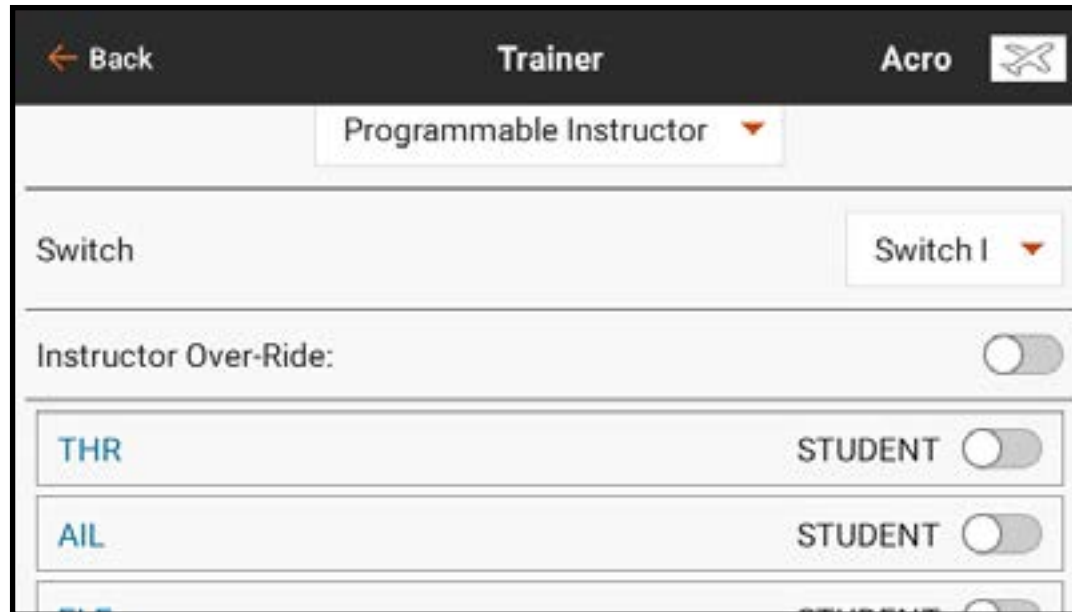 Back Trainer Acro
Programmable Instructor
Switch Switch I
Instructor Over-Ride:
THR STUDENT
AIL STUDENT